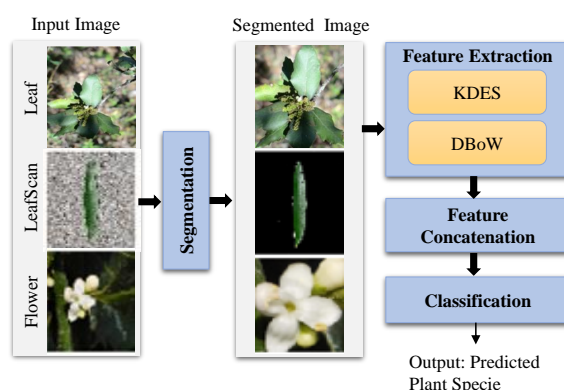 Input Image
Segmented Image
Leaf
LeafScan
Flower
Segmentation
Feature Extraction
KDES
DBoW
Feature
Concatenation
Classification
Output: Predicted
Plant Specie